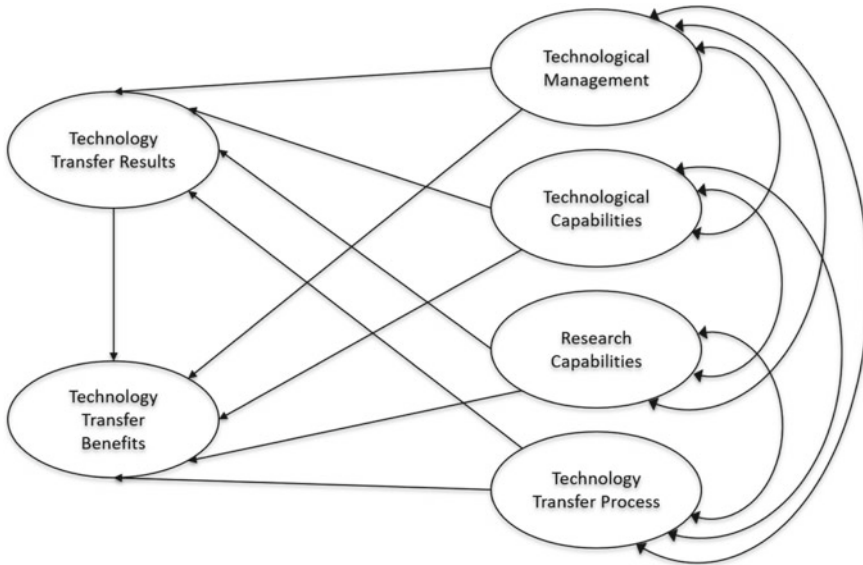 Technological
Management
Technology
Transfer Results
Technological
Capabilities
Research
Capabilities
Technology
Transfer
Benefits
Technology
Transfer Process